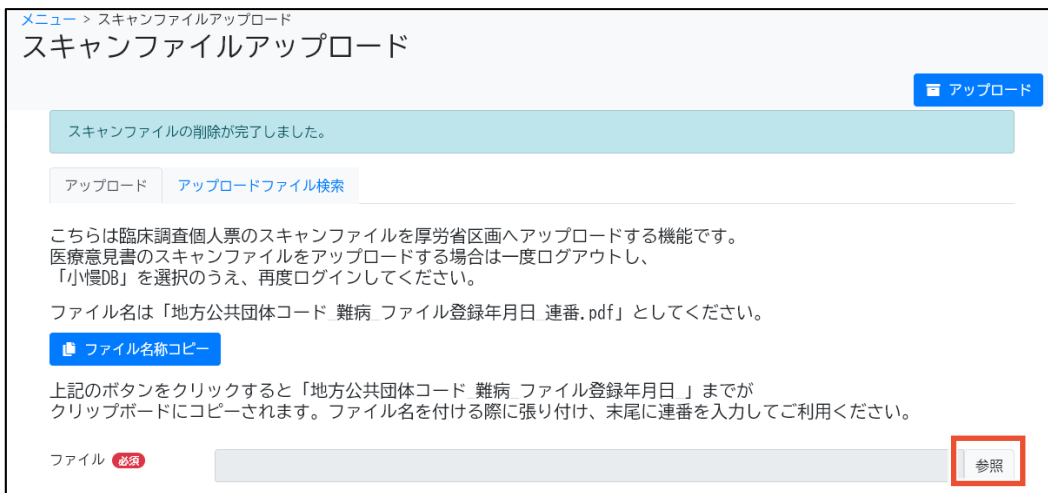 メニュー > スキャンファイルアップロード
スキャンファイルアップロード
アップロード
スキャンファイルの削除が完了しました。
アップロード アップロードファイル検索
こちらは臨床調査個人票のスキャンファイルを厚労省区画へアップロードする機能です。
医療意見書のスキャンファイルをアップロードする場合は一度ログアウトし、
「小慢DB」を選択のうえ、再度ログインしてください。
ファイル名は「地方公共団体コード_難病_ファイル登録年月日_連番.pdf」としてください。
ファイル名称コピー
上記のボタンをクリックすると「地方公共団体コード_難病_ファイル登録年月日_」までが
クリップボードにコピーされます。ファイル名を付ける際に張り付け、末尾に連番を入力してご利用ください。
ファイル 必須 参照